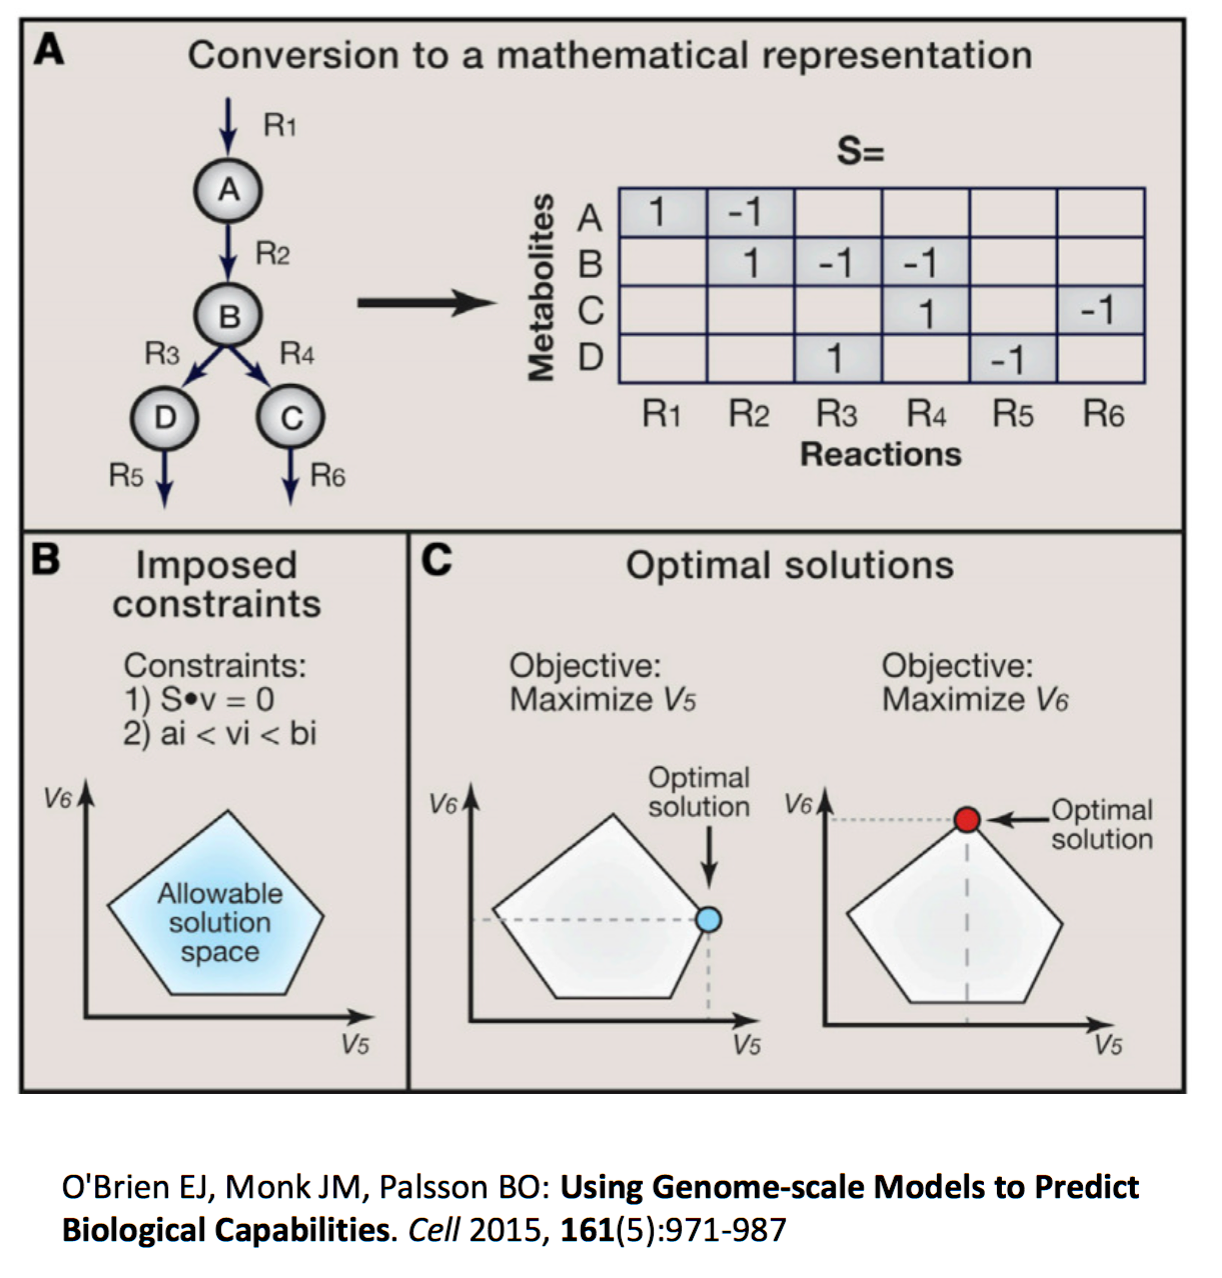 A
Conversion to a mathematical representation
R1
A
R2
B
R3
R4
D
C
R5
R6
S=
Metabolites
A 1 -1
B 1 -1 -1
C 1 -1
D 1 -1
R1 R2 R3 R4 R5 R6
Reactions
B
Imposed
constraints
Constraints:
1) S•v = 0
2) ai < vi < bi
V6
Allowable
solution
space
V5
C
Optimal solutions
Objective:
Maximize V5
Optimal
solution
V6
V5
Objective:
Maximize V6
V6
Optimal
solution
V5
O'Brien EJ, Monk JM, Palsson BO: Using Genome-scale Models to Predict
Biological Capabilities. Cell 2015, 161(5):971-987